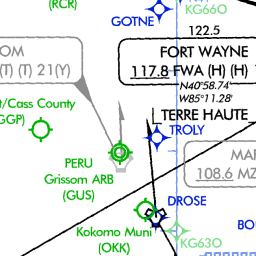 (RCR)
GOTNE
KG66O
122.5
OM
(T) (T) 21(Y)
FORT WAYNE
117.8 FWA (H) (H)
N40°58.74'
W85°11.28'
TERRE HAUTE
t/Cass County
GGP)
TROLY
PERU
Grissom ARB
(GUS)
MA
108.6 MZ
DROSE
Kokomo Muni
(OKK)
BO
KG63O